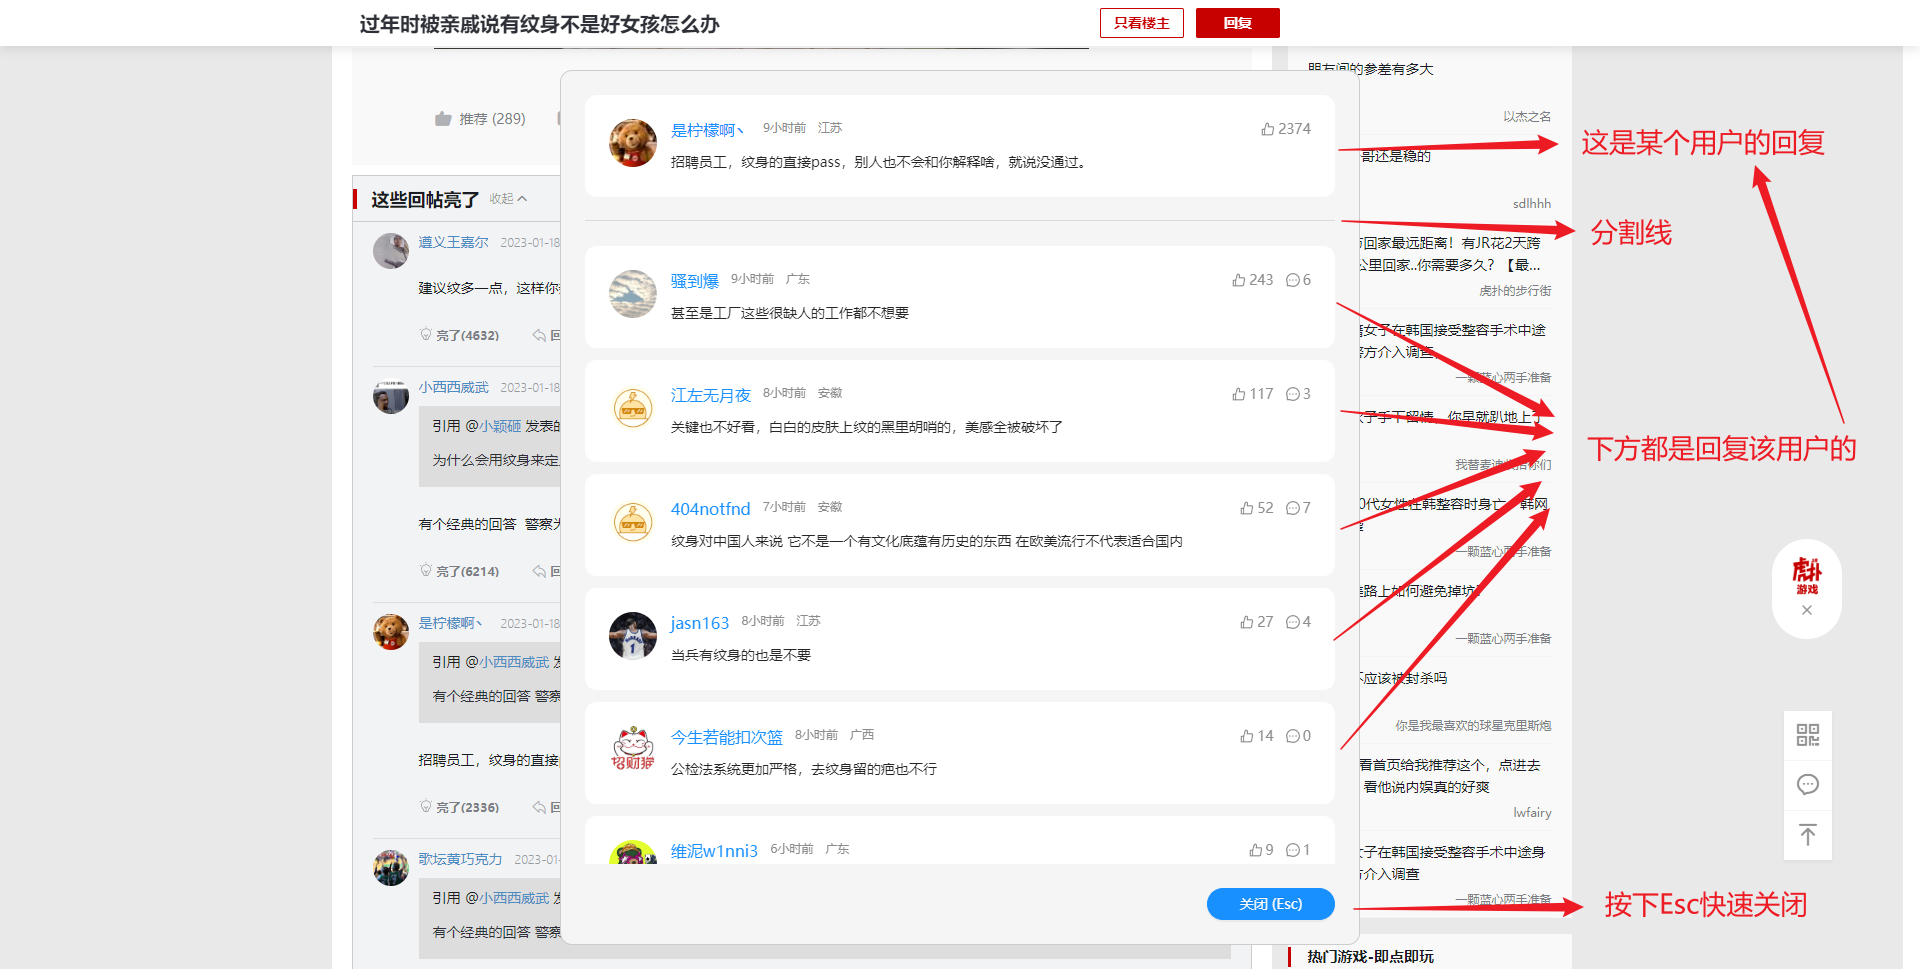 过年时被亲戚说有纹身不是好女孩怎么办
只看楼主
回复
推荐 (289)
这些回帖亮了 收起
遵义王嘉尔 2023-01-18
建议纹多一点，这样你
亮了(4632)
小西西威武 2023-01-18
引用 @小颖砸 发表的
为什么会用纹身来定
有个经典的回答 警察为
亮了(6214)
是柠檬啊丶 2023-01-18
引用 @小西西威武 发
有个经典的回答 警察
招聘员工，纹身的直接
亮了(2336)
歌坛黄巧克力 2023-01-
引用 @小西西威武 发
有个经典的回答 警察
是柠檬啊丶 9小时前 江苏 2374
招聘员工，纹身的直接pass，别人也不会和你解释啥，就说没通过。
骚到爆 9小时前 广东 243 6
甚至是工厂这些很缺人的工作都不想要
江左无月夜 8小时前 安徽 117 3
关键也不好看，白白的皮肤上纹的黑里胡哨的，美感全被破坏了
404notfnd 7小时前 安徽 52 7
纹身对中国人来说 它不是一个有文化底蕴有历史的东西 在欧美流行不代表适合国内
jasn163 8小时前 江苏 27 4
当兵有纹身的也是不要
今生若能扣次篮 8小时前 广西 14 0
公检法系统更加严格，去纹身留的疤也不行
招财猫
维泥w1nni3 6小时前 广东 9 1
关闭 (Esc)
朋友间的参差有多大
以杰之名
哥还是稳的
sdlhhh
回家最远距离！有JR花2天跨
公里回家..你需要多久？【最...
虎扑的步行街
女子在韩国接受整容手术中途
方介入调查
一颗蓝心两手准备
子手下留情，你早就趴地上了
我替麦迪
你们
0代女性在韩整容时身亡，韩网
一颗蓝心两手准备
路上如何避免掉坑
一颗蓝心两手准备
不应该被封杀吗
你是我最喜欢的球星克里斯炮
看首页给我推荐这个，点进去
看他说内娱真的好爽
lwfairy
女子在韩国接受整容手术中途身
方介入调查
一颗蓝心两手准备
热门游戏-即点即玩
这是某个用户的回复
分割线
下方都是回复该用户的
按下Esc快速关闭
虎扑
游戏